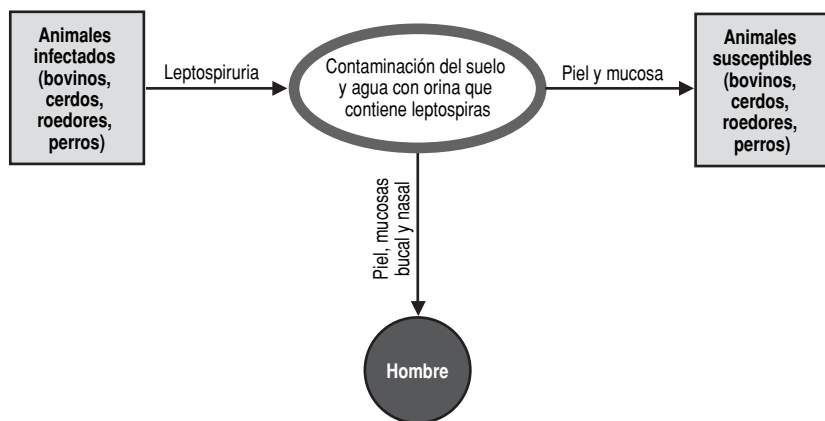 Animales
infectados
(bovinos,
cerdos,
roedores,
perros)
Leptospiruria
Contaminación del suelo
y agua con orina que
contiene leptospiras
Piel y mucosa
Animales
susceptibles
(bovinos,
cerdos,
roedores,
perros)
Piel, mucosas
bucal y nasal
Hombre